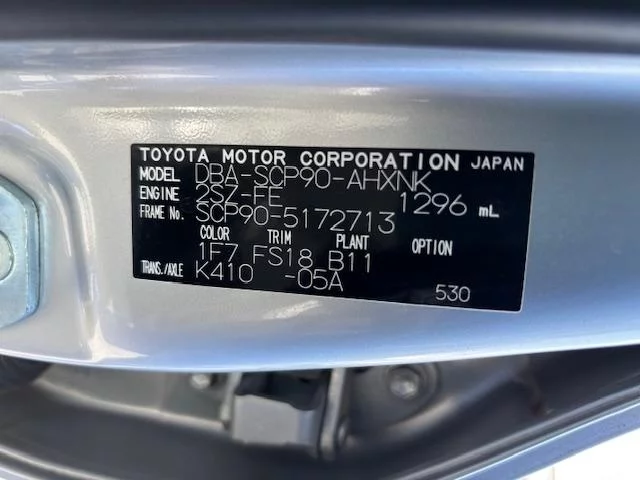 TOYOTA MOTOR CORPORATION JAPAN
MODEL DBA-SCP90-AHXNK
ENGINE 2SZ-FE 1296 mL
FRAME No. SCP90-5172713
COLOR TRIM PLANT OPTION
1F7 FS18 B11
TRANS./AXLE K410 -05A
530